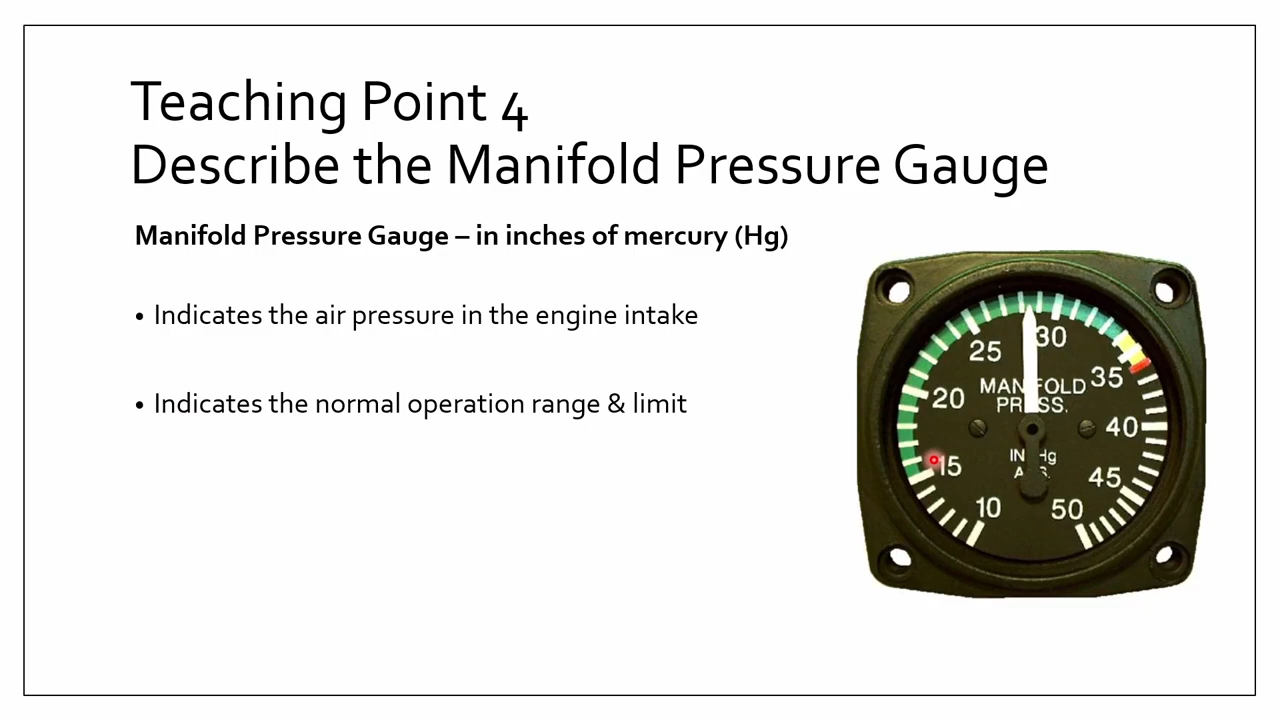 Teaching Point 4
Describe the Manifold Pressure Gauge
Manifold Pressure Gauge – in inches of mercury (Hg)
• Indicates the air pressure in the engine intake
• Indicates the normal operation range & limit
10
15
20
25
30
35
40
45
50
MANIFOLD
PRESS.
IN Hg